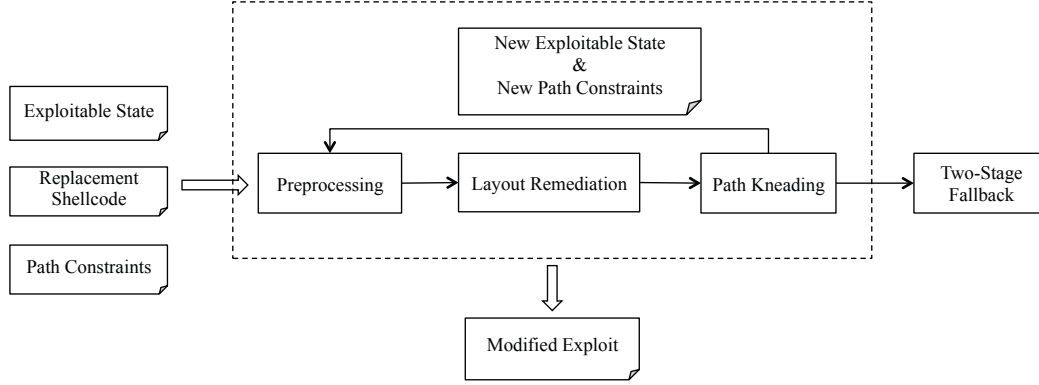 New Exploitable State
&
New Path Constraints
Exploitable State
Replacement
Shellcode
Path Constraints
Preprocessing
Layout Remediation
Path Kneading
Two-Stage
Fallback
Modified Exploit